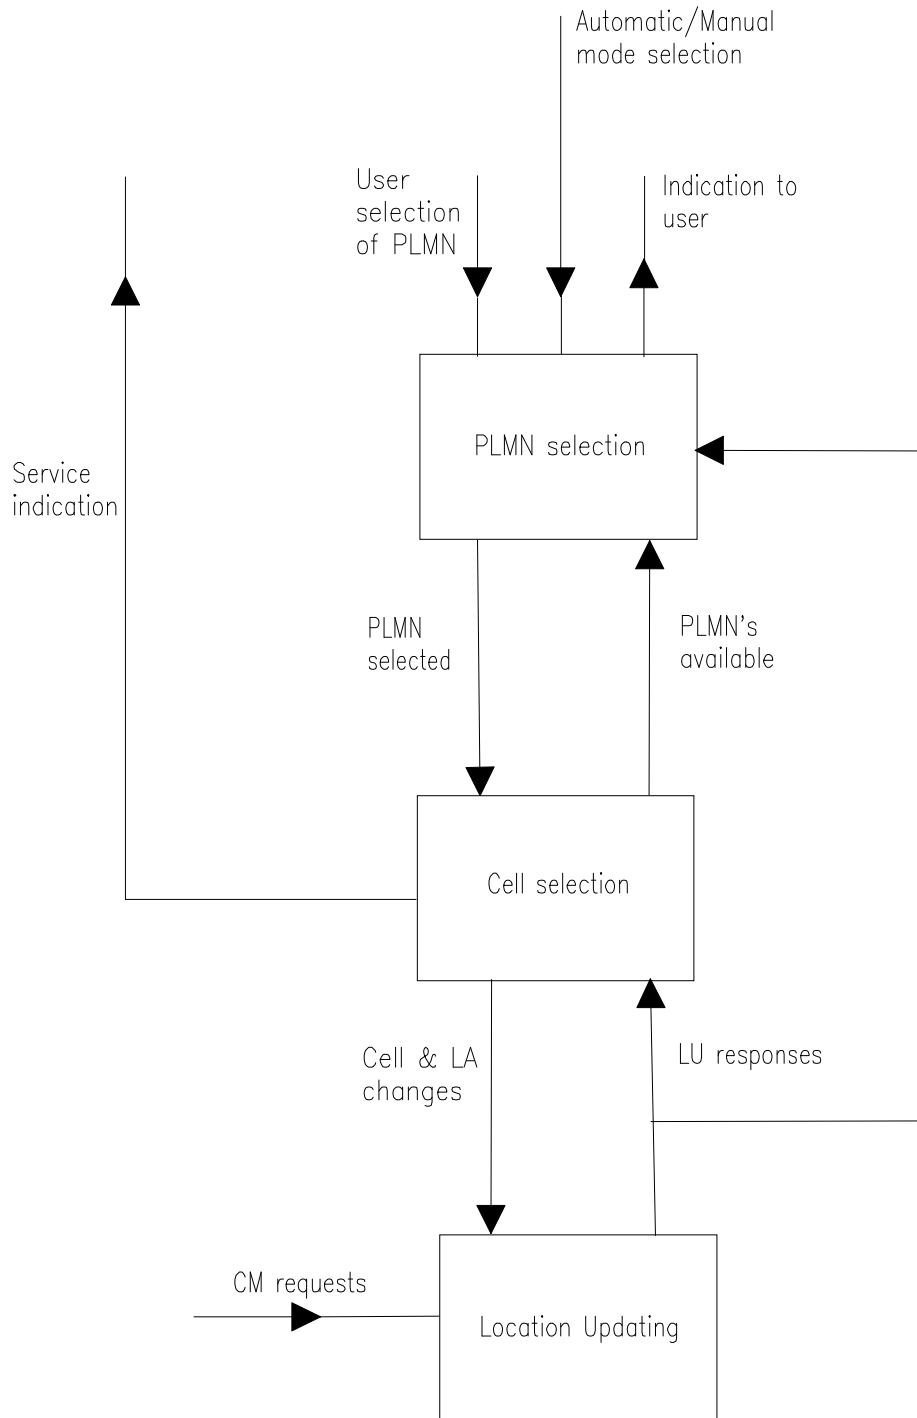 Automatic/Manual
mode selection
User
selection
of PLMN
Indication to
user
PLMN selection
Service
indication
PLMN
selected
PLMN's
available
Cell selection
Cell & LA
changes
LU responses
CM requests
Location Updating